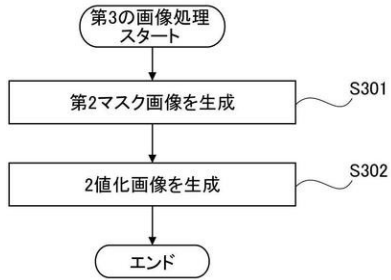 第3の画像処理
スタート
第2マスク画像を生成
S301
2値化画像を生成
S302
エンド